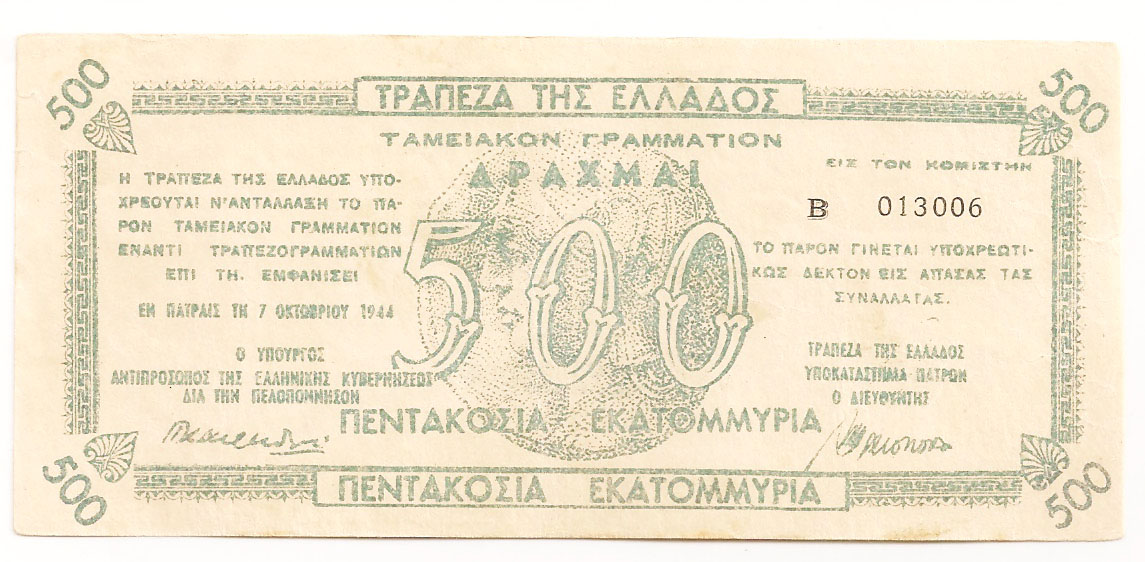 500
500
ΤΡΑΠΕΖΑ ΤΗΣ ΕΛΛΑΔΟΣ
ΤΑΜΕΙΑΚΟΝ ΓΡΑΜΜΑΤΙΟΝ
ΔΡΑΧΜΑΙ
ΕΙΣ ΤΟΝ ΚΟΜΙΣΤΗΝ
Η ΤΡΑΠΕΖΑ ΤΗΣ ΕΛΛΑΔΟΣ ΥΠΟ-
ΧΡΕΟΥΤΑΙ Ν'ΑΝΤΑΛΛΑΞΗ ΤΟ ΠΑ-
ΡΟΝ ΤΑΜΕΙΑΚΟΝ ΓΡΑΜΜΑΤΙΟΝ
ΕΝΑΝΤΙ ΤΡΑΠΕΖΟΓΡΑΜΜΑΤΙΩΝ
ΕΠΙ ΤΗ. ΕΜΦΑΝΙΣΕΙ
ΕΝ ΠΑΤΡΑΙΣ ΤΗ 7 ΟΚΤΩΒΡΙΟΥ 1944
Ο ΥΠΟΥΡΓΟΣ
ΑΝΤΙΠΡΟΣΩΠΟΣ ΤΗΣ ΕΛΛΗΝΙΚΗΣ ΚΥΒΕΡΝΗΣΕΩΣ
ΔΙΑ ΤΗΝ ΠΕΛΟΠΟΝΝΗΣΟΝ
500
Β 013006
ΤΟ ΠΑΡΟΝ ΓΙΝΕΤΑΙ ΥΠΟΧΡΕΩΤΙ-
ΚΩΣ ΔΕΚΤΟΝ ΕΙΣ ΑΠΑΣΑΣ ΤΑΣ
ΣΥΝΑΛΛΑΓΑΣ.
ΤΡΑΠΕΖΑ ΤΗΣ ΕΛΛΑΔΟΣ
ΥΠΟΚΑΤΑΣΤΗΜΑ ΠΑΤΡΩΝ
Ο ΔΙΕΥΘΥΝΤΗΣ
ΠΕΝΤΑΚΟΣΙΑ ΕΚΑΤΟΜΜΥΡΙΑ
ΠΕΝΤΑΚΟΣΙΑ ΕΚΑΤΟΜΜΥΡΙΑ
500
500